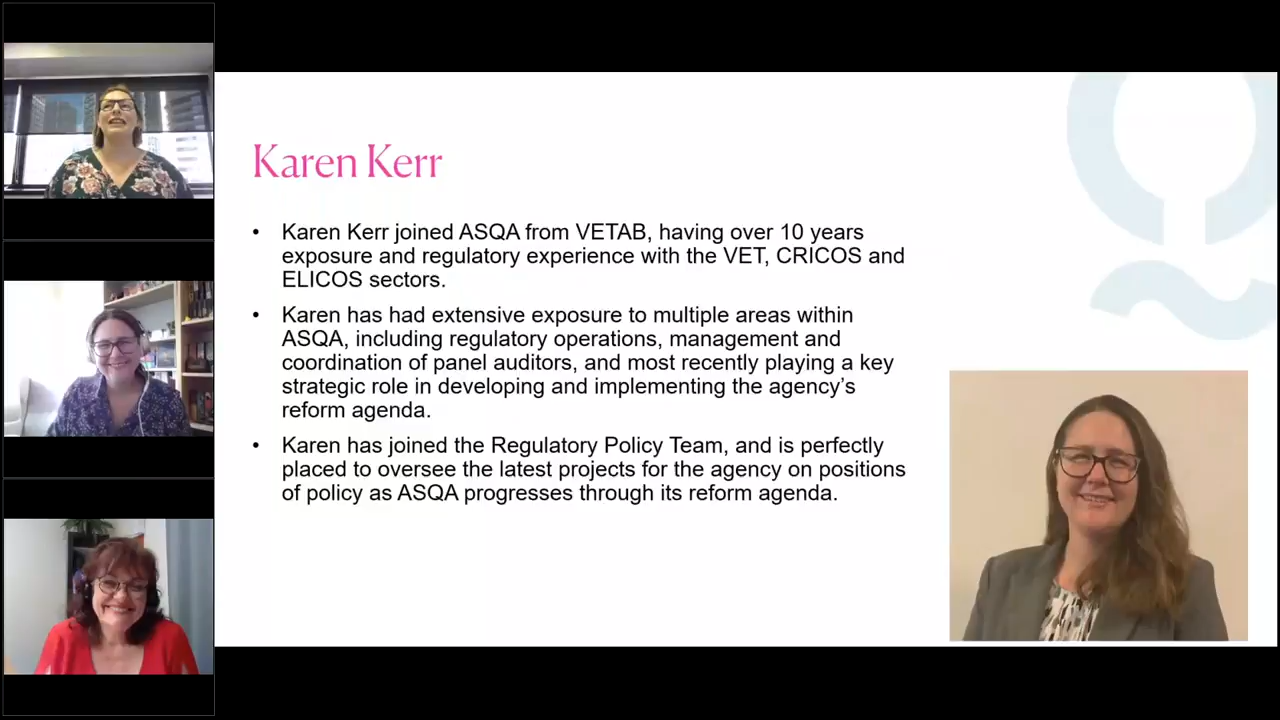 Karen Kerr
• Karen Kerr joined ASQA from VETAB, having over 10 years
exposure and regulatory experience with the VET, CRICOS and
ELICOS sectors.
• Karen has had extensive exposure to multiple areas within
ASQA, including regulatory operations, management and
coordination of panel auditors, and most recently playing a key
strategic role in developing and implementing the agency’s
reform agenda.
• Karen has joined the Regulatory Policy Team, and is perfectly
placed to oversee the latest projects for the agency on positions
of policy as ASQA progresses through its reform agenda.